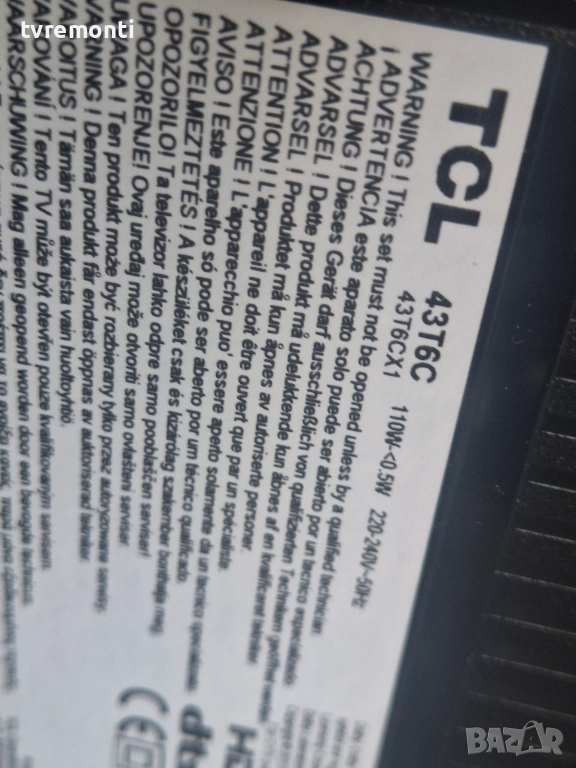 tvremonti
TCL 43T6C
43T6CX1 110W~<0.5W 220-240V~50Hz
WARNING ! This set must not be opened unless by a qualified technician
¡ ADVERTENCIA este aparato solo puede ser abierto por un tecnico especializado
ACHTUNG ! Dieses Gerät darf ausschließlich von qualifizierten Technikern geöffnet werden
ADVARSEL ! Dette produkt må udelukkende kun åbnes af en kvalificeret tekniker
ADVARSEL ! Produktet må kun åpnes av autoriserte personer.
ATTENTION ! L'appareil ne doit être ouvert que par un spécialiste.
ATTENZIONE ! L'apparecchio puo' essere aperto solamente da un tecnico specializzato.
AVISO ! Este aparelho só pode ser aberto por um técnico qualificado.
FIGYELMEZTETÉS ! A készüléket csak és kizárólag szakember bonthatja meg.
OPOZORILO! Ta televizor lahko odpre samo pooblaščen serviser!
UPOZORENJE! Ovaj uređaj može otvoriti samo ovlašteni serviser.
UWAGA ! Ten produkt może być rozbierany tylko przez autoryzowane serwisy.
VARNING ! Denna produkt får endast öppnas av auktoriserad tekniker.
VAROITUS ! Tämän saa aukaista vain huoltotyötö.
VAROVÁNÍ ! Tento TV může být otevřen pouze kvalifikovaným servisem.
WAARSCHUWING ! Mag alleen geopend worden door een bevoegde technicus.
CE
dts
HD
BAZAR